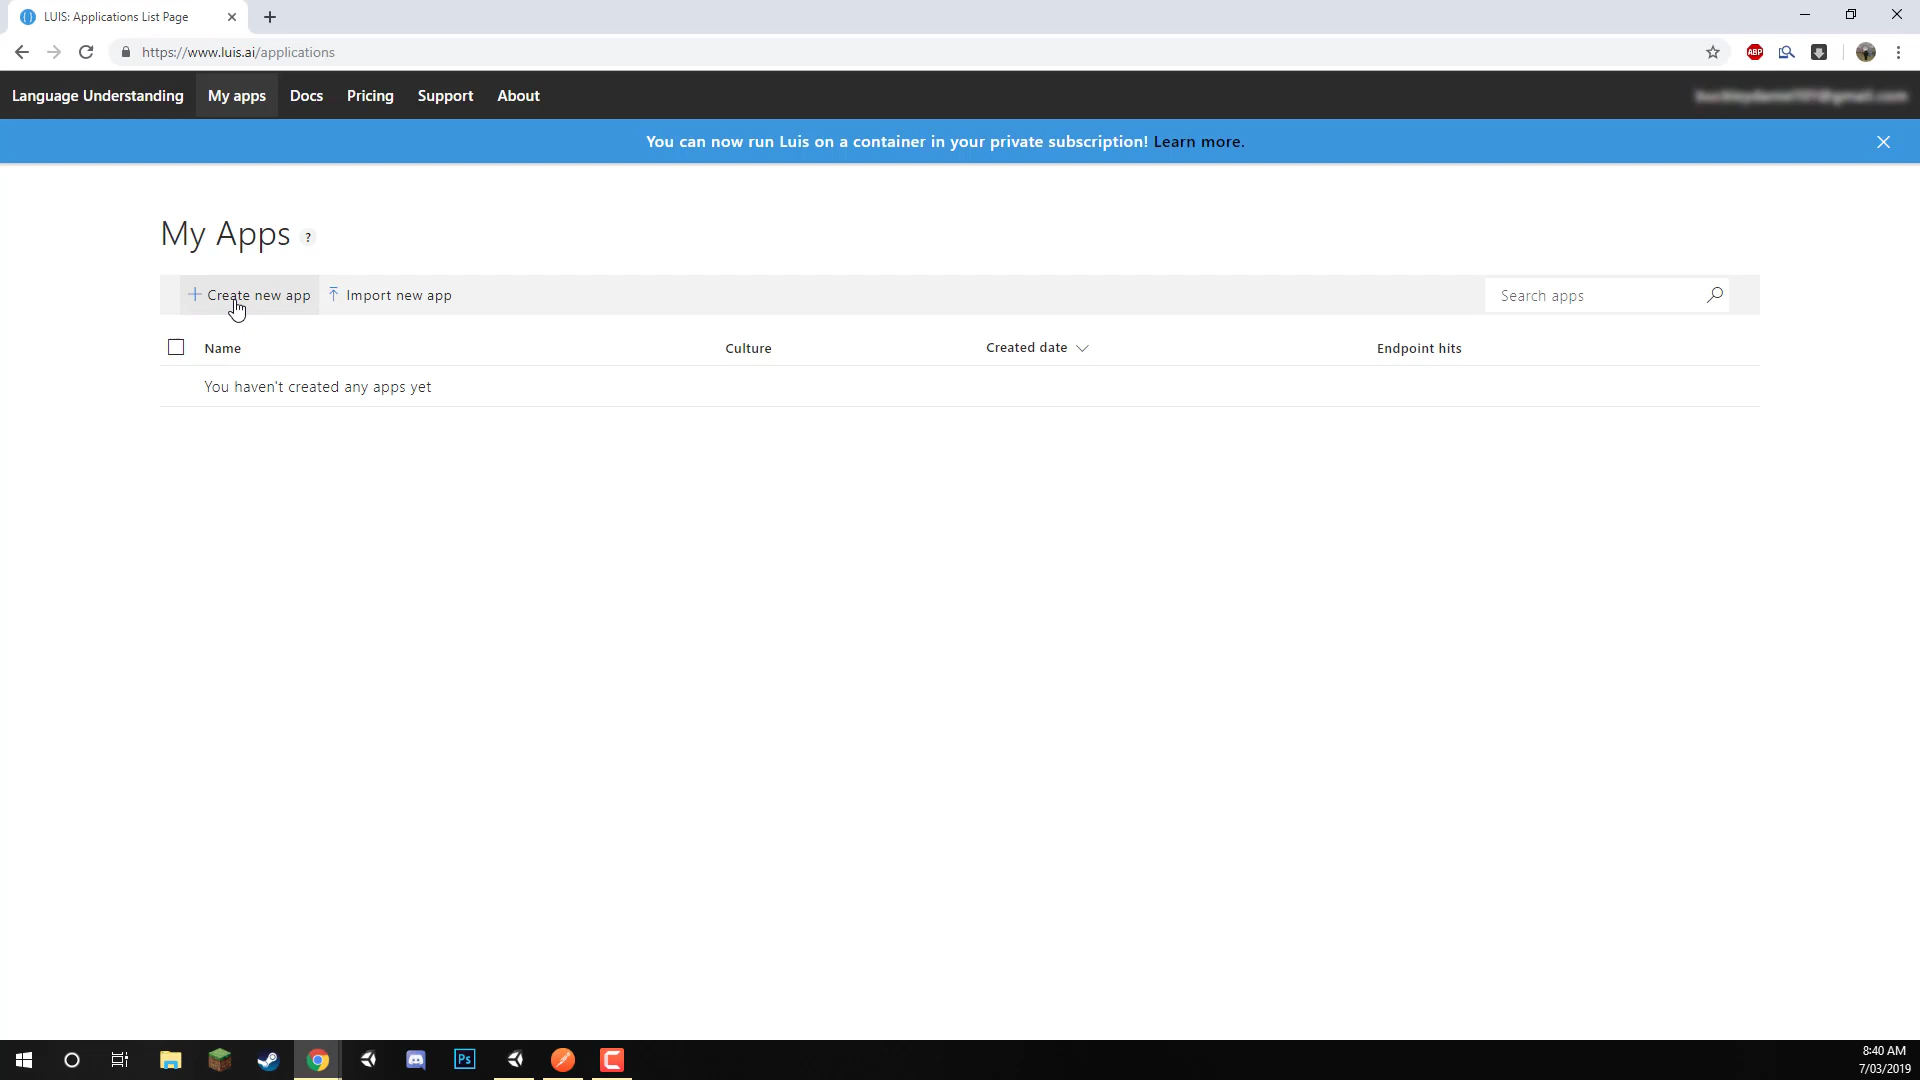 LUIS: Applications List Page
https://www.luis.ai/applications
ABP
Language Understanding My apps Docs Pricing Support About
You can now run Luis on a container in your private subscription! Learn more.
My Apps ?
Create new app Import new app Search apps
Name Culture Created date Endpoint hits
You haven't created any apps yet
Ps
8:40 AM
7/03/2019